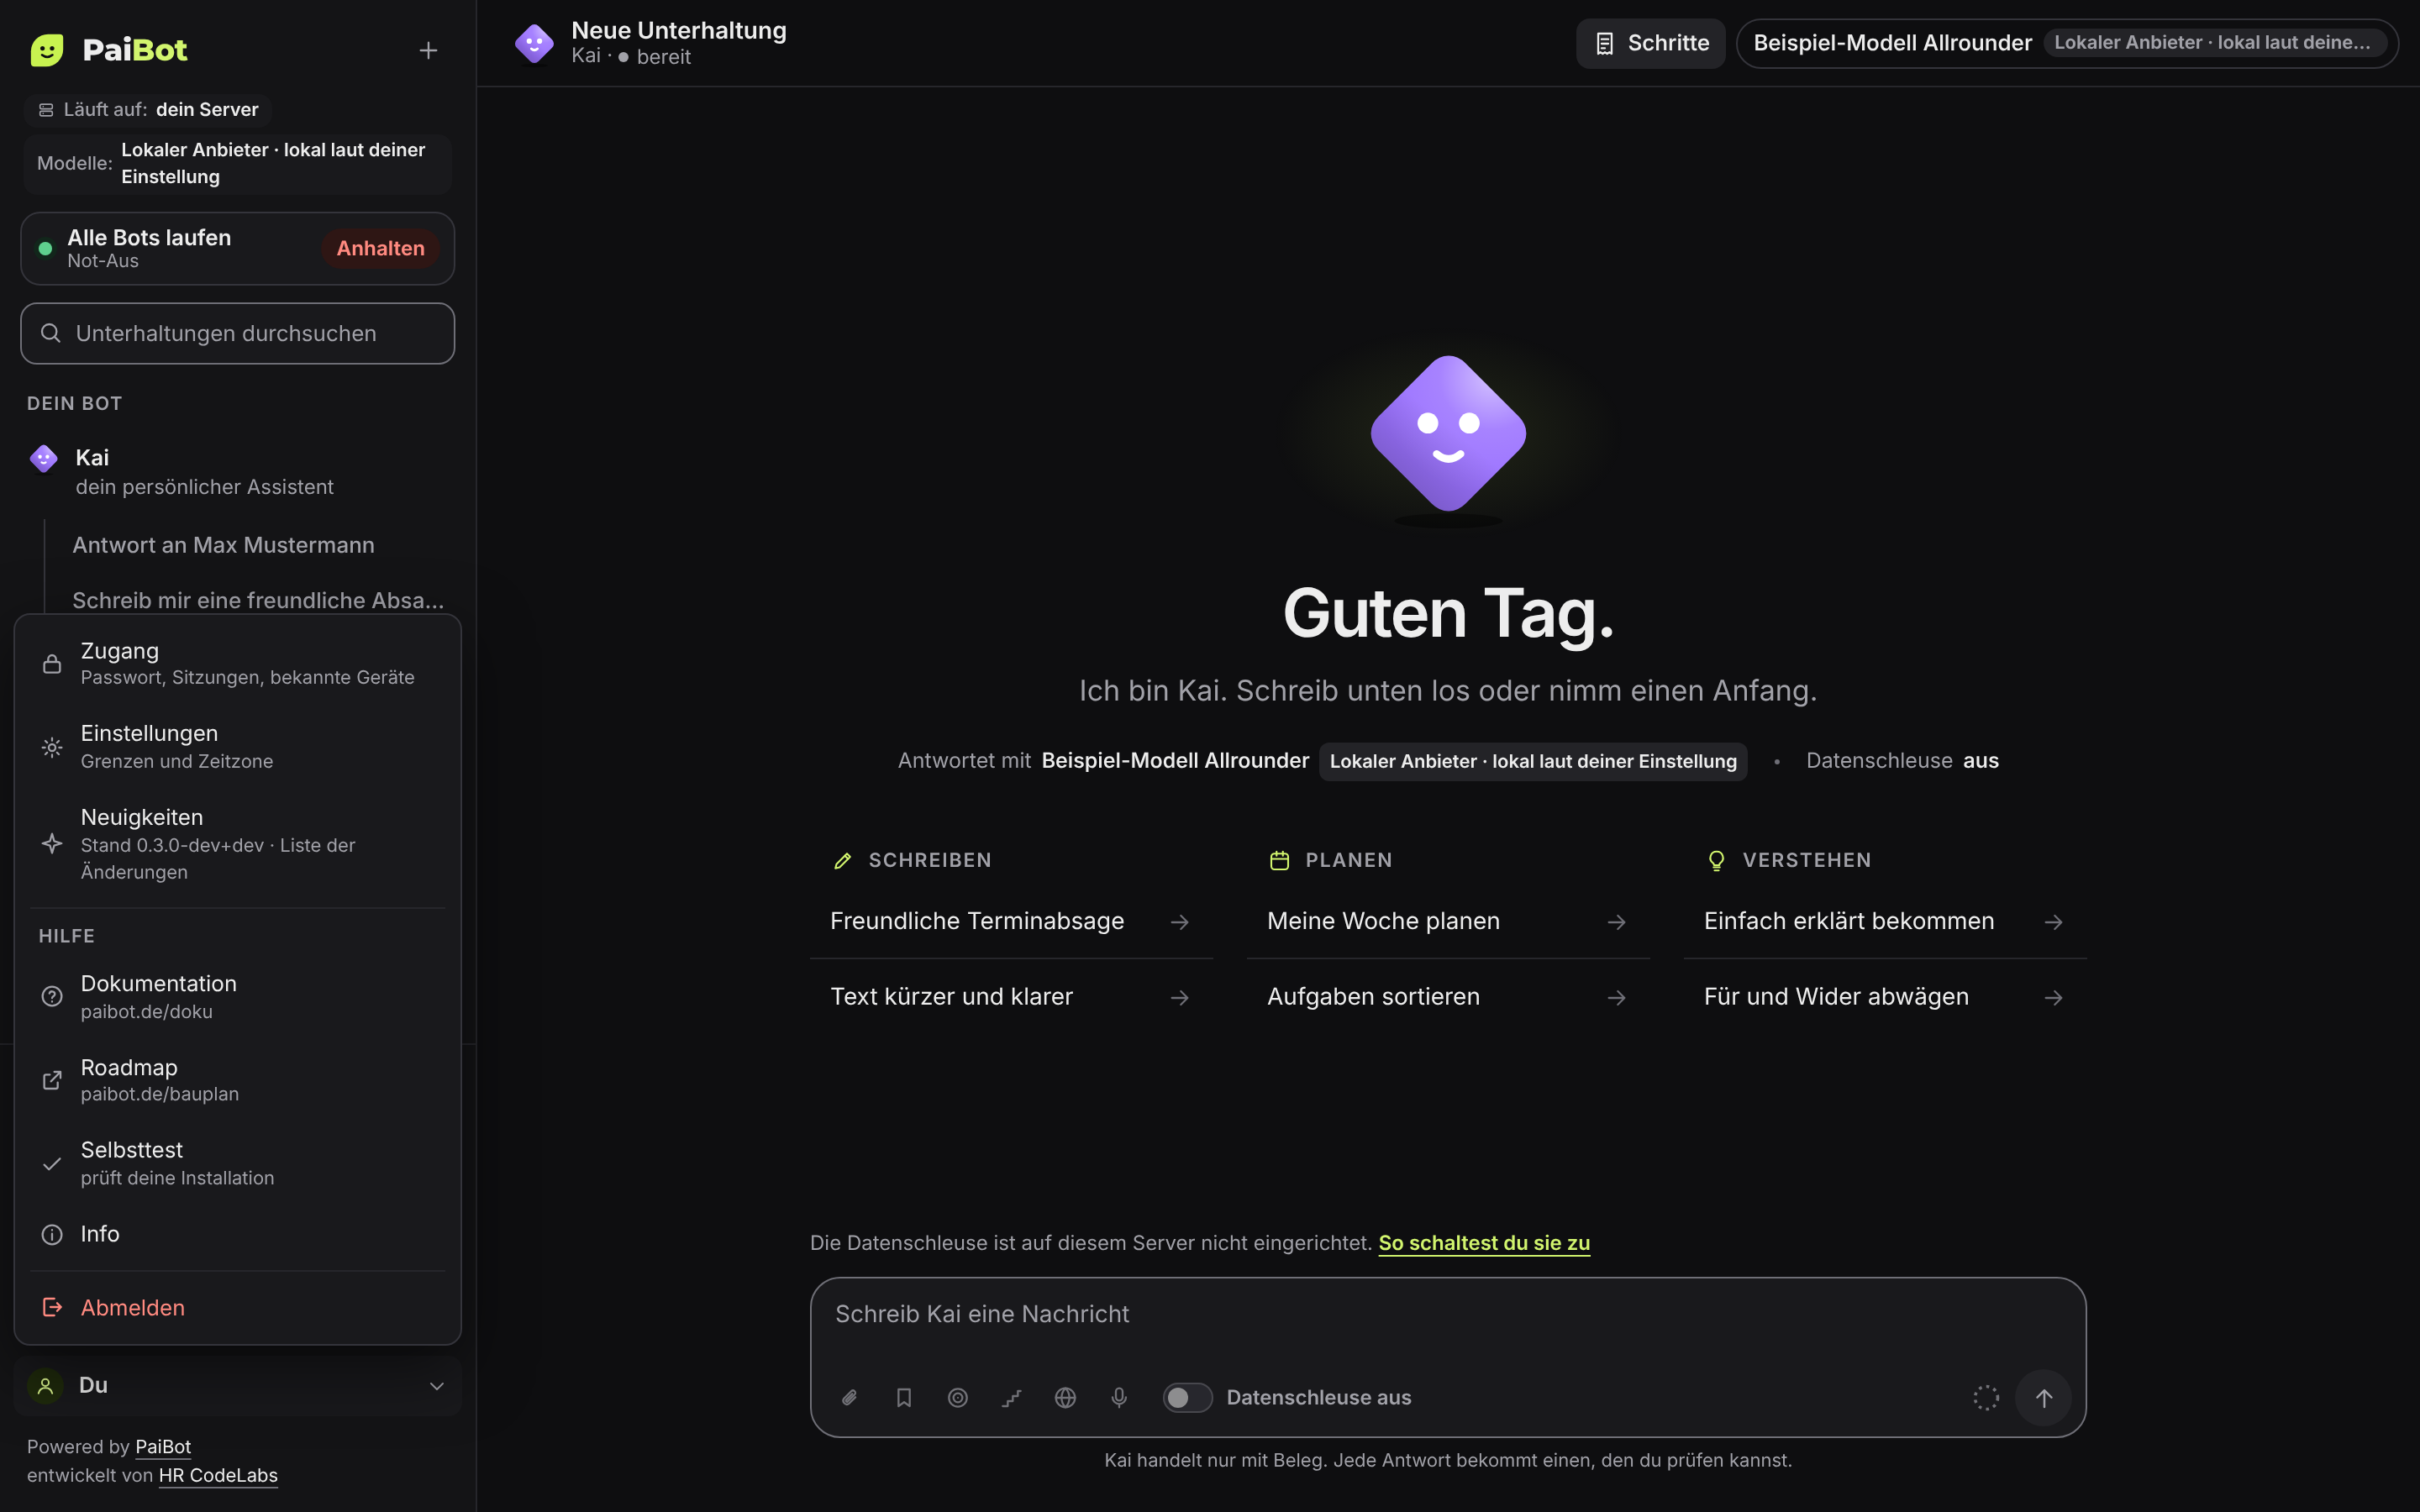 PaiBot
Läuft auf: dein Server
Modelle: Lokaler Anbieter · lokal laut deiner
Einstellung
Alle Bots laufen
Not-Aus
Anhalten
Unterhaltungen durchsuchen
DEIN BOT
Kai
dein persönlicher Assistent
Antwort an Max Mustermann
Schreib mir eine freundliche Absa...
Zugang
Passwort, Sitzungen, bekannte Geräte
Einstellungen
Grenzen und Zeitzone
Neuigkeiten
Stand 0.3.0-dev+dev · Liste der
Änderungen
HILFE
Dokumentation
paibot.de/doku
Roadmap
paibot.de/bauplan
Selbsttest
prüft deine Installation
Info
Abmelden
Du
Powered by PaiBot
entwickelt von HR CodeLabs
Neue Unterhaltung
Kai · bereit
Schritte
Beispiel-Modell Allrounder Lokaler Anbieter · lokal laut deine...
Guten Tag.
Ich bin Kai. Schreib unten los oder nimm einen Anfang.
Antwortet mit Beispiel-Modell Allrounder Lokaler Anbieter · lokal laut deiner Einstellung • Datenschleuse aus
SCHREIBEN
Freundliche Terminabsage
Text kürzer und klarer
PLANEN
Meine Woche planen
Aufgaben sortieren
VERSTEHEN
Einfach erklärt bekommen
Für und Wider abwägen
Die Datenschleuse ist auf diesem Server nicht eingerichtet. So schaltest du sie zu
Schreib Kai eine Nachricht
Datenschleuse aus
Kai handelt nur mit Beleg. Jede Antwort bekommt einen, den du prüfen kannst.